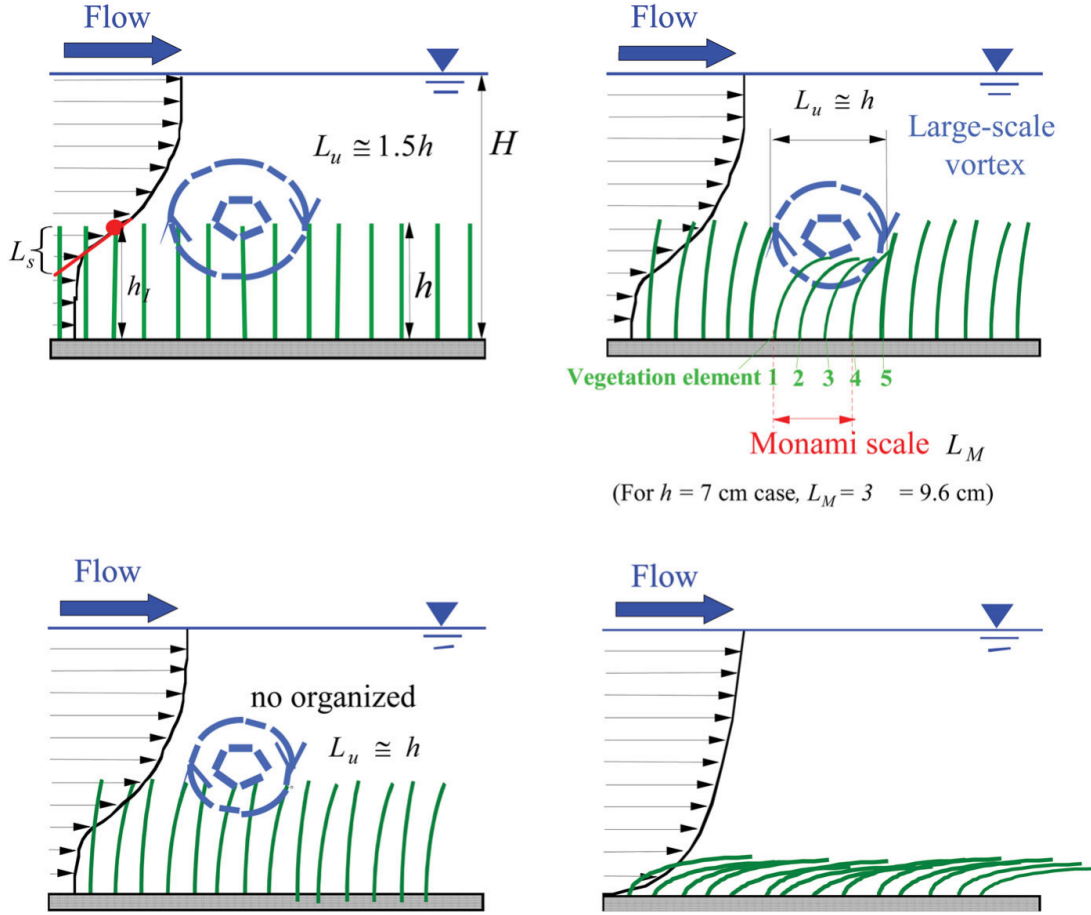 Flow
L_u ≅ 1.5h
H
L_s
h_I
h
Flow
L_u ≅ h
Large-scale
vortex
Vegetation element 1 2 3 4 5
Monami scale L_M
(For h = 7 cm case, L_M = 3 = 9.6 cm)
Flow
no organized
L_u ≅ h
Flow